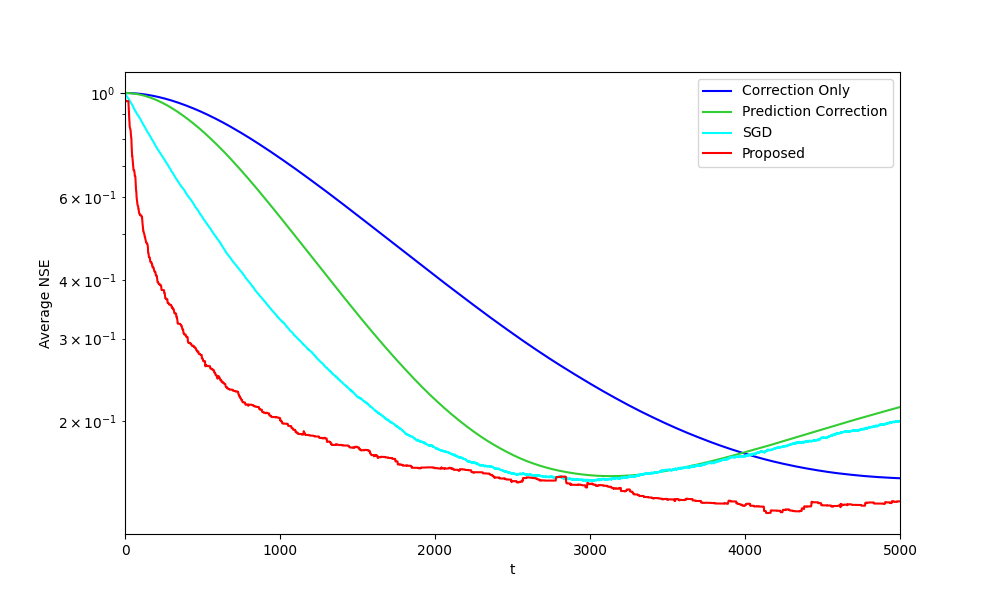 Correction Only
Prediction Correction
SGD
Proposed
10⁰
6 × 10⁻¹
4 × 10⁻¹
3 × 10⁻¹
2 × 10⁻¹
Average NSE
0 1000 2000 3000 4000 5000
t